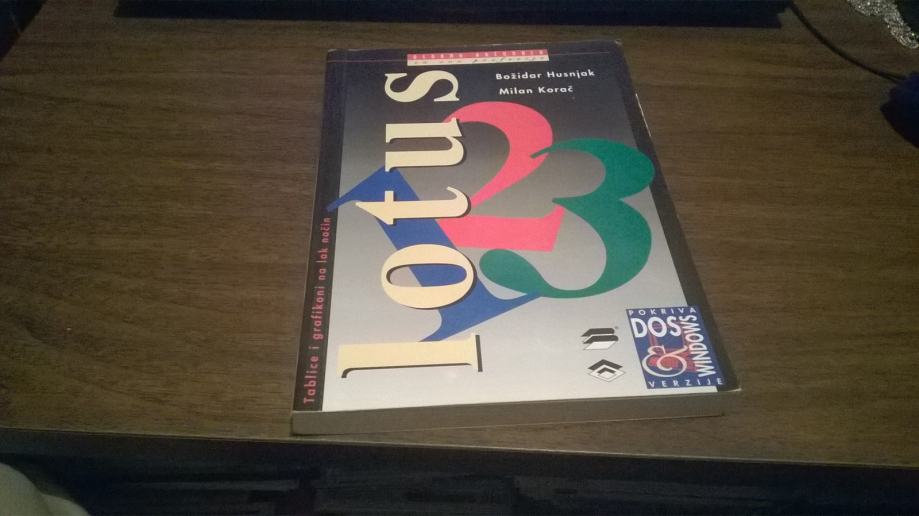 Božidar Husnjak
Milan Korač
lotus
123
Tablice i grafikoni na lak način
POKRIVA
DOS & WINDOWS
VERZIJE